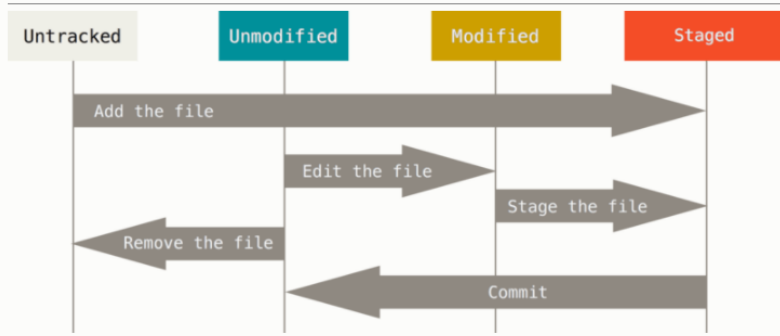 Untracked
Unmodified
Modified
Staged
Add the file
Edit the file
Stage the file
Remove the file
Commit